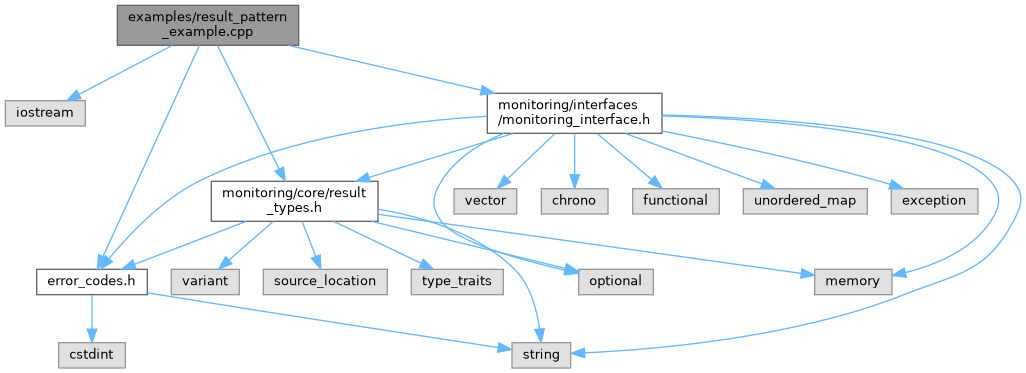 examples/result_pattern
_example.cpp
iostream
monitoring/interfaces
/monitoring_interface.h
monitoring/core/result
_types.h
vector
chrono
functional
unordered_map
exception
error_codes.h
variant
source_location
type_traits
optional
memory
cstdint
string